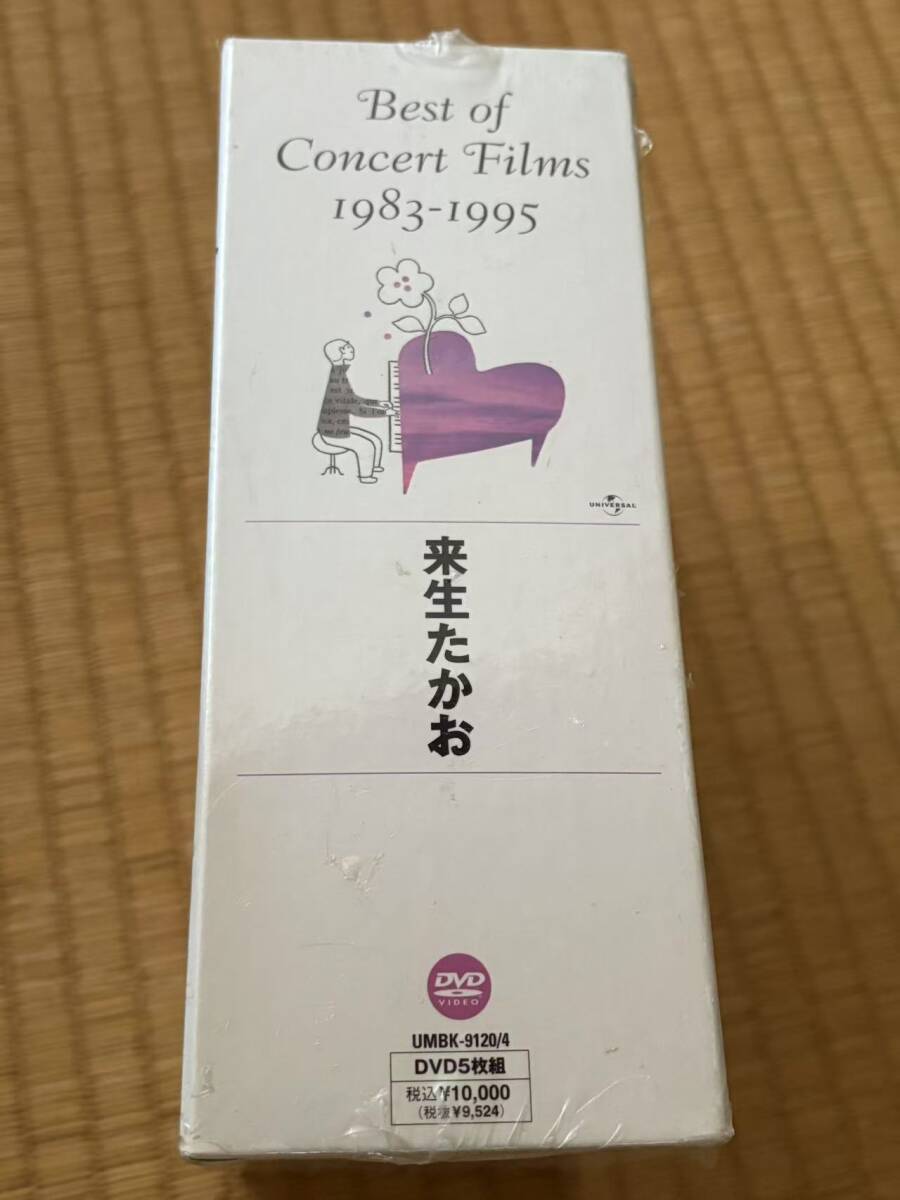 Best of
Concert Films
1983-1995
UNIVERSAL
来生たかお
DVD
VIDEO
UMBK-9120/4
DVD5枚組
税込¥10,000
(税抜¥9,524)